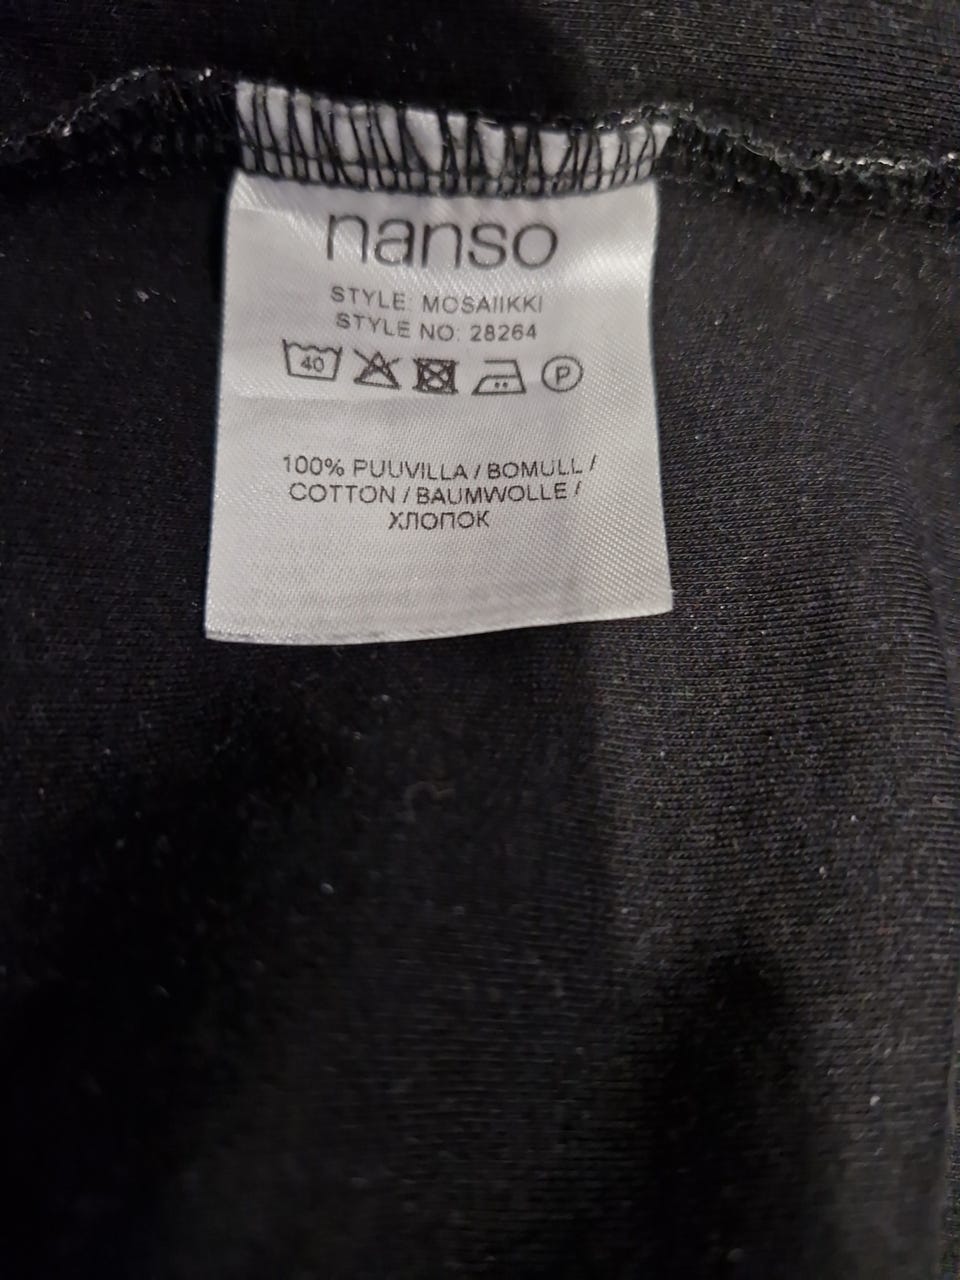 nanso
STYLE: MOSAIIKKI
STYLE NO: 28264
40 P
100% PUUVILLA / BOMULL /
COTTON / BAUMWOLLE /
ХЛОПОК